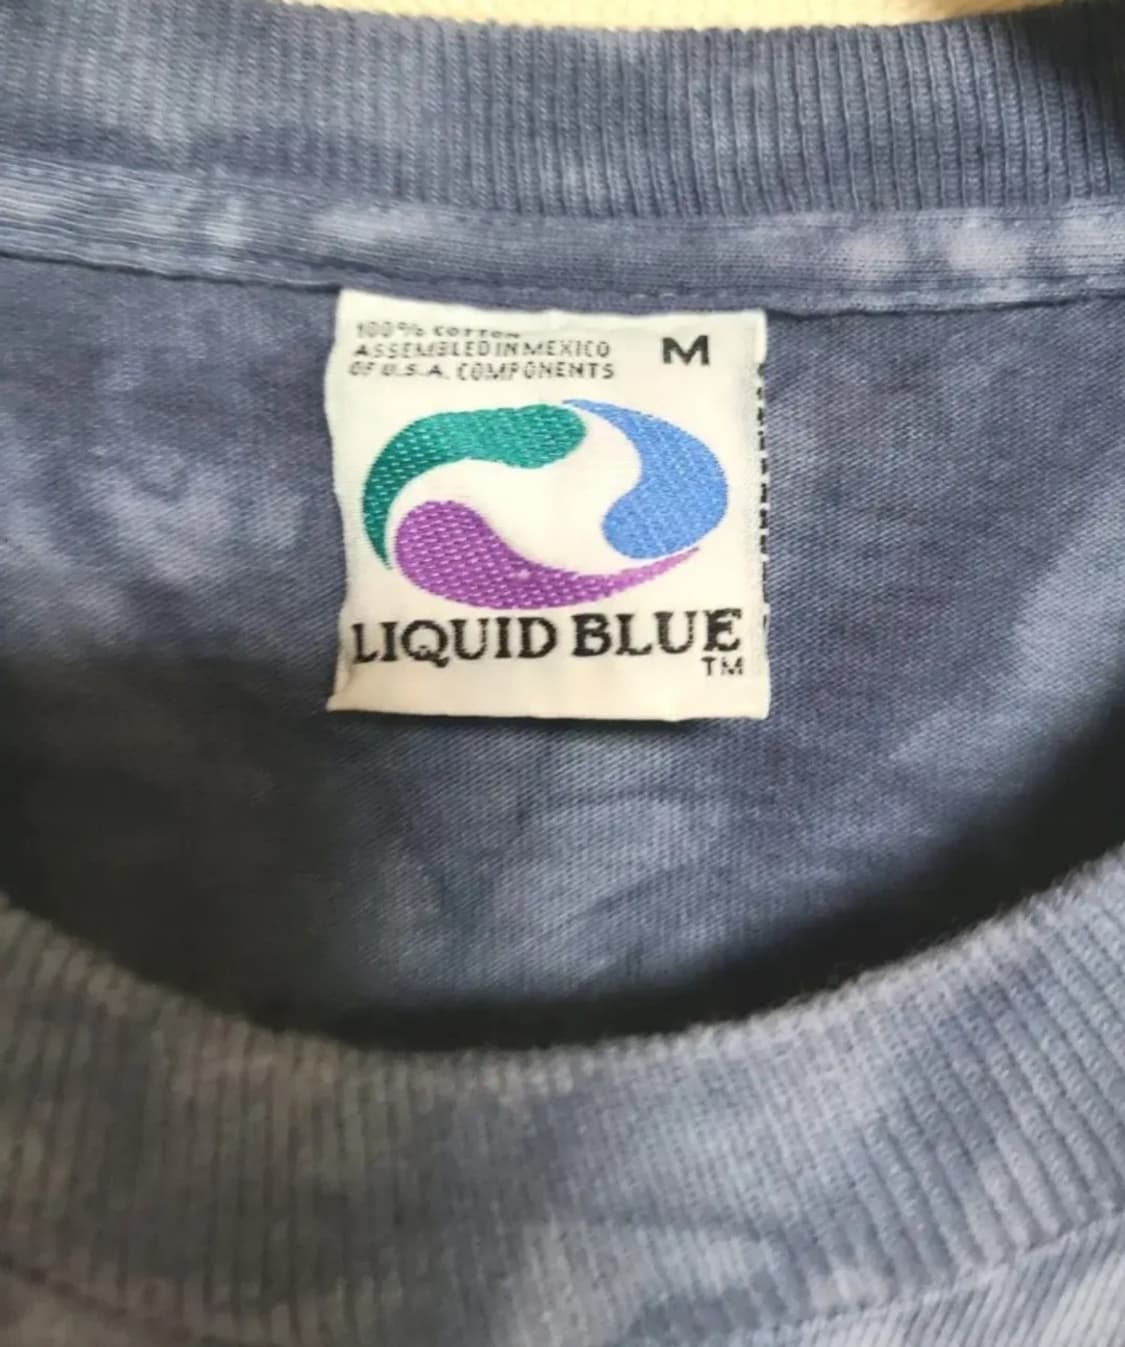 100% COTTON
M
ASSEMBLED IN MEXICO
OF U.S.A. COMPONENTS
LIQUID BLUE
TM